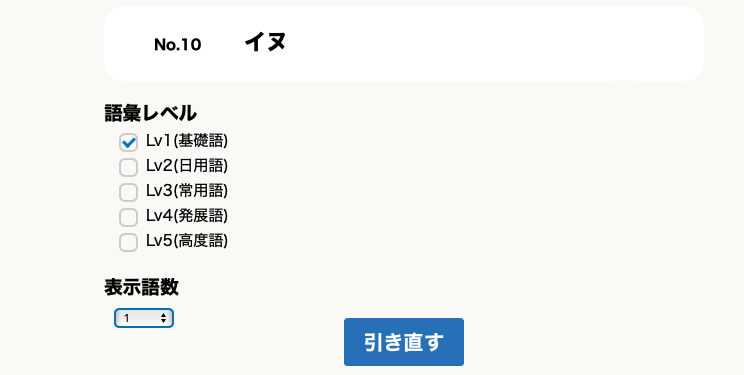 No.10 イヌ
語彙レベル
Lv1(基礎語)
Lv2(日用語)
Lv3(常用語)
Lv4(発展語)
Lv5(高度語)
表示語数
1
引き直す